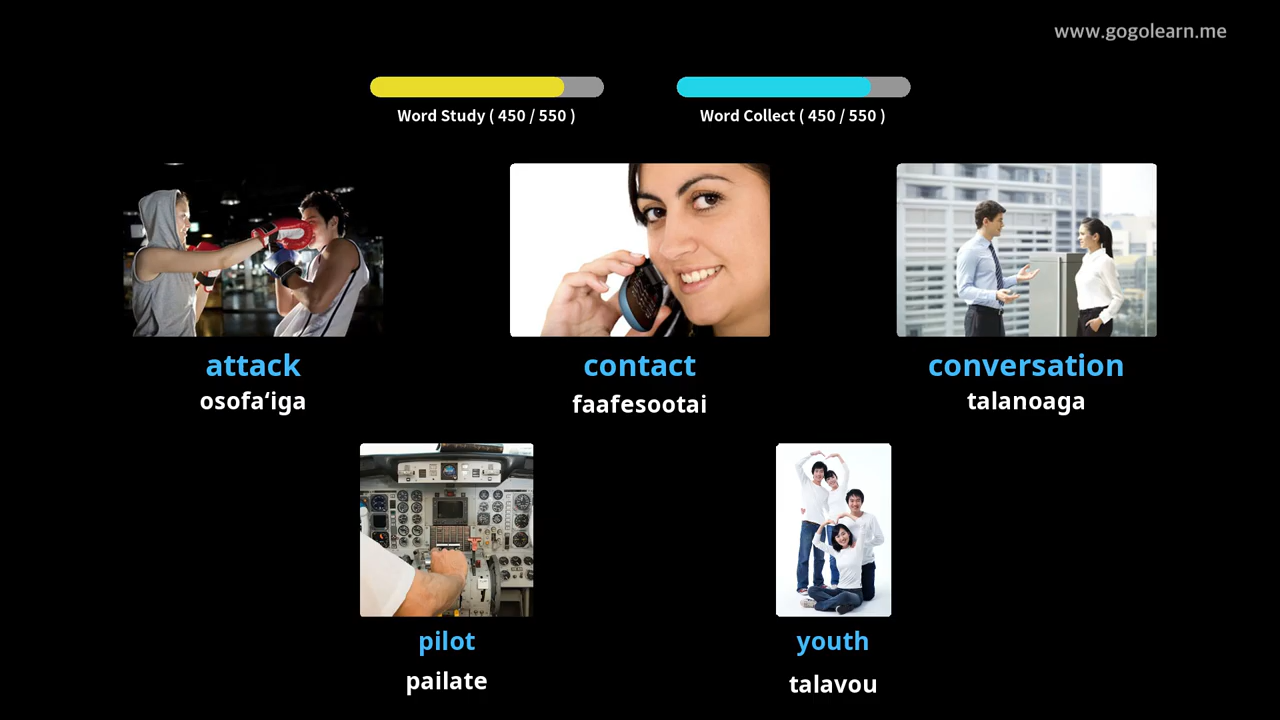 www.gogolearn.me
Word Study ( 450 / 550 )
Word Collect ( 450 / 550 )
attack
osofa‘iga
contact
faafesootai
conversation
talanoaga
pilot
pailate
youth
talavou